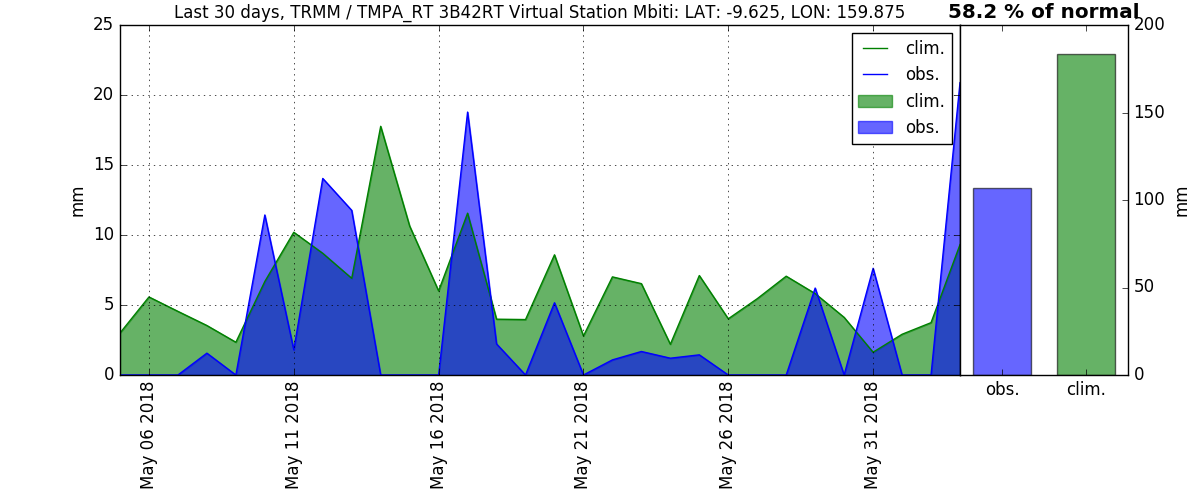 Last 30 days, TRMM / TMPA_RT 3B42RT Virtual Station Mbiti: LAT: -9.625, LON: 159.875
58.2 % of normal
25
20
15
10
5
0
mm
clim.
obs.
clim.
obs.
May 06 2018
May 11 2018
May 16 2018
May 21 2018
May 26 2018
May 31 2018
200
150
100
50
0
mm
obs.
clim.